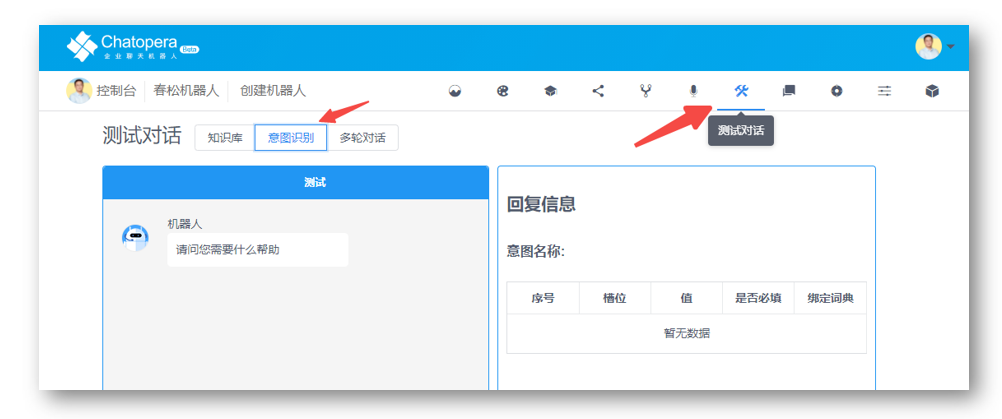 Chatopera Beta
企业聊天机器人
控制台 春松机器人 创建机器人
测试对话
测试对话 知识库 意图识别 多轮对话
测试
机器人
请问您需要什么帮助
回复信息
意图名称:
序号 槽位 值 是否必填 绑定词典
暂无数据